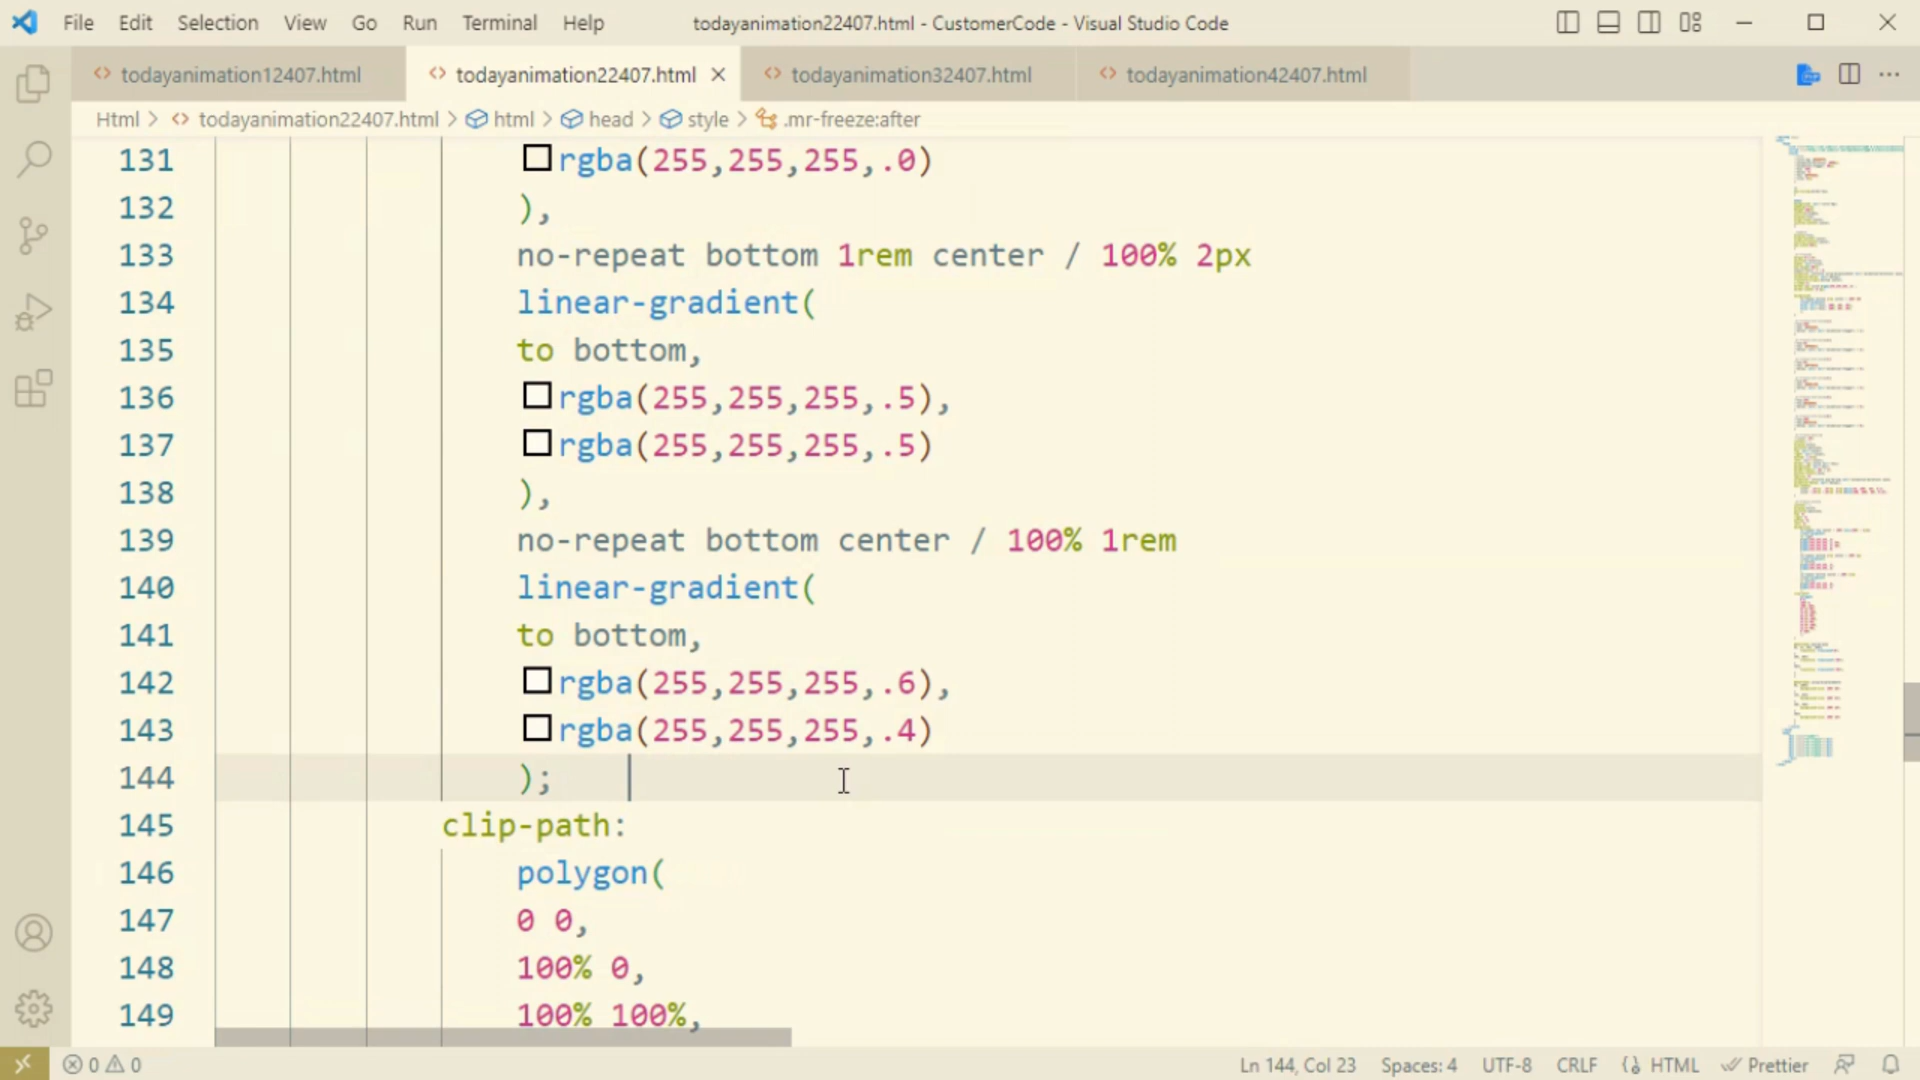 File Edit Selection View Go Run Terminal Help todayanimation22407.html - CustomerCode - Visual Studio Code
todayanimation12407.html todayanimation22407.html todayanimation32407.html todayanimation42407.html
Html > todayanimation22407.html > html > head > style > .mr-freeze:after
131 rgba(255,255,255,.0)
132 ),
133 no-repeat bottom 1rem center / 100% 2px
134 linear-gradient(
135 to bottom,
136 rgba(255,255,255,.5),
137 rgba(255,255,255,.5)
138 ),
139 no-repeat bottom center / 100% 1rem
140 linear-gradient(
141 to bottom,
142 rgba(255,255,255,.6),
143 rgba(255,255,255,.4)
144 );
145 clip-path:
146 polygon(
147 0 0,
148 100% 0,
149 100% 100%,
0 0 Ln 144, Col 23 Spaces: 4 UTF-8 CRLF HTML Prettier